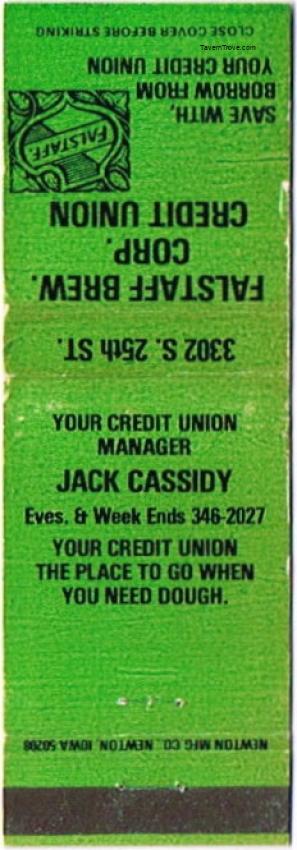 CLOSE COVER BEFORE STRIKING
TavernTrove.com
SAVE WITH,
BORROW FROM
YOUR CREDIT UNION
FALSTAFF
FALSTAFF BREW.
CORP.
CREDIT UNION
3302 S. 25th ST.
YOUR CREDIT UNION
MANAGER
JACK CASSIDY
Eves. & Week Ends 346-2027
YOUR CREDIT UNION
THE PLACE TO GO WHEN
YOU NEED DOUGH.
NEWTON MFG CO. NEWTON, IOWA 50208